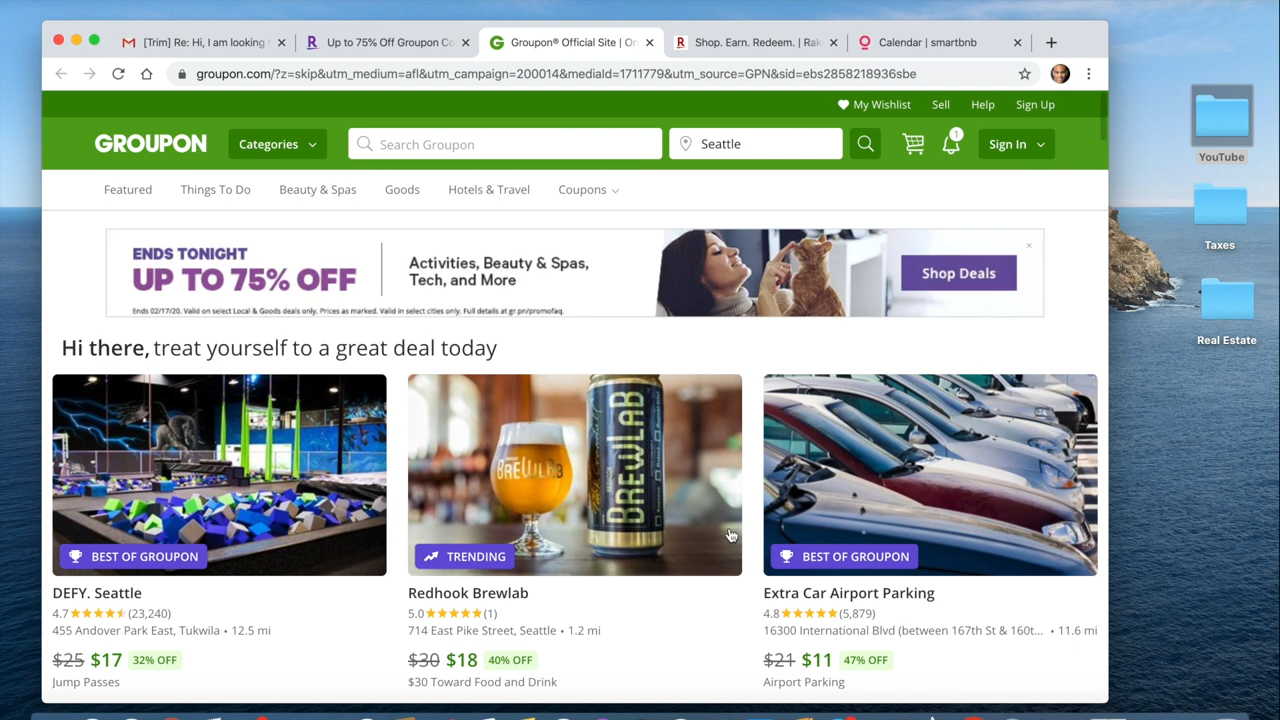 [Trim] Re: Hi, I am looking
Up to 75% Off Groupon Co
Groupon® Official Site | On
Shop. Earn. Redeem. | Rak
Calendar | smartbnb
groupon.com/?z=skip&utm_medium=afl&utm_campaign=200014&mediaId=1711779&utm_source=GPN&sid=ebs2858218936sbe
My Wishlist Sell Help Sign Up
GROUPON Categories Search Groupon Seattle 1 Sign In
Featured Things To Do Beauty & Spas Goods Hotels & Travel Coupons
ENDS TONIGHT
UP TO 75% OFF
Ends 02/17/20. Valid on select Local & Goods deals only. Prices as marked. Valid in select cities only. Full details at gr.pn/promofaq.
Activities, Beauty & Spas,
Tech, and More
Shop Deals
Hi there, treat yourself to a great deal today
BEST OF GROUPON
DEFY. Seattle
4.7 (23,240)
455 Andover Park East, Tukwila • 12.5 mi
$25 $17 32% OFF
Jump Passes
BREWLAB
BREWLAB
TRENDING
Redhook Brewlab
5.0 (1)
714 East Pike Street, Seattle • 1.2 mi
$30 $18 40% OFF
$30 Toward Food and Drink
BEST OF GROUPON
Extra Car Airport Parking
4.8 (5,879)
16300 International Blvd (between 167th St & 160t... • 11.6 mi
$21 $11 47% OFF
Airport Parking
YouTube
Taxes
Real Estate